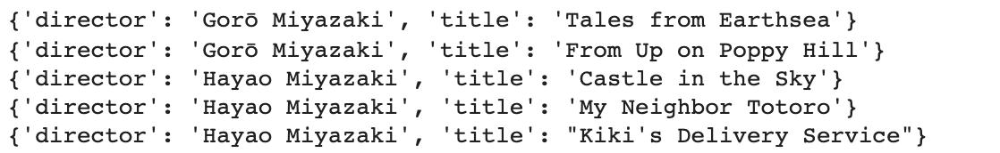 {'director': 'Gorō Miyazaki', 'title': 'Tales from Earthsea'}
{'director': 'Gorō Miyazaki', 'title': 'From Up on Poppy Hill'}
{'director': 'Hayao Miyazaki', 'title': 'Castle in the Sky'}
{'director': 'Hayao Miyazaki', 'title': 'My Neighbor Totoro'}
{'director': 'Hayao Miyazaki', 'title': "Kiki's Delivery Service"}